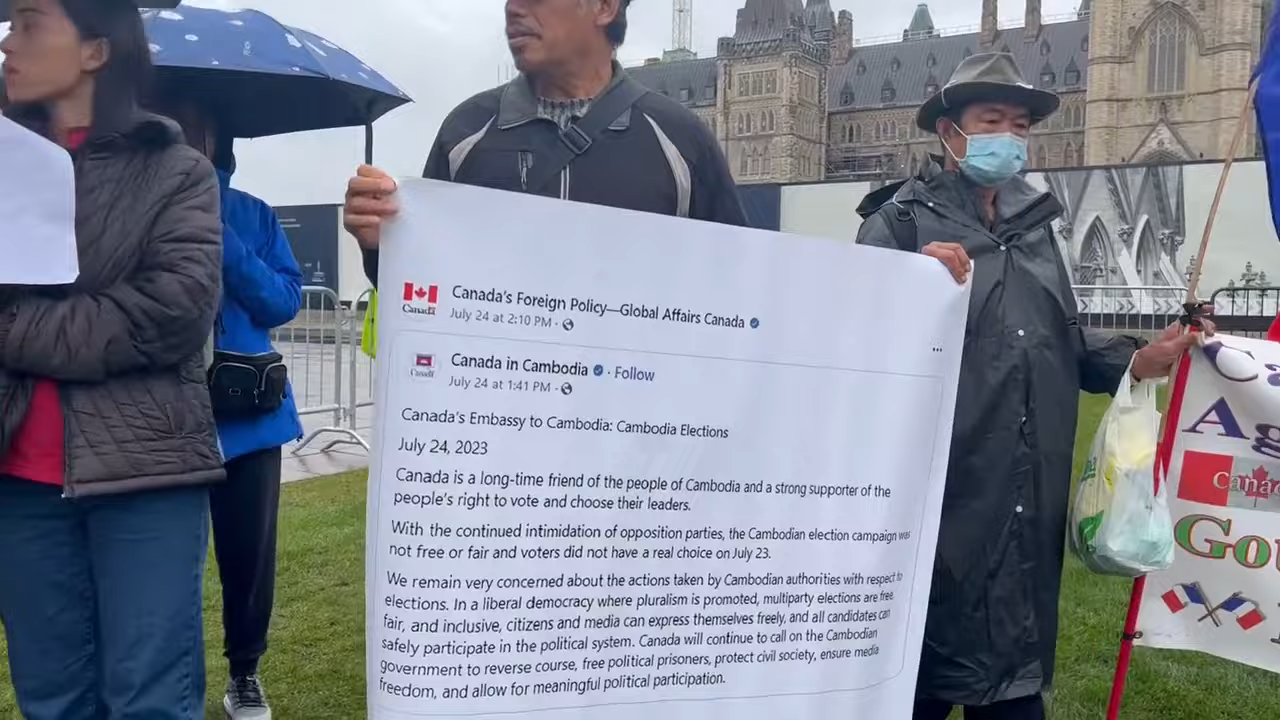 Canada's Foreign Policy—Global Affairs Canada
Canada
July 24 at 2:10 PM ·
Canada in Cambodia · Follow
Canada
July 24 at 1:41 PM ·
Canada's Embassy to Cambodia: Cambodia Elections
July 24, 2023
Canada is a long-time friend of the people of Cambodia and a strong supporter of the
people's right to vote and choose their leaders.
With the continued intimidation of opposition parties, the Cambodian election campaign was
not free or fair and voters did not have a real choice on July 23.
We remain very concerned about the actions taken by Cambodian authorities with respect to
elections. In a liberal democracy where pluralism is promoted, multiparty elections are free,
fair, and inclusive, citizens and media can express themselves freely, and all candidates can
safely participate in the political system. Canada will continue to call on the Cambodian
government to reverse course, free political prisoners, protect civil society, ensure media
freedom, and allow for meaningful political participation.
Ca
Ag
Cana
Gou